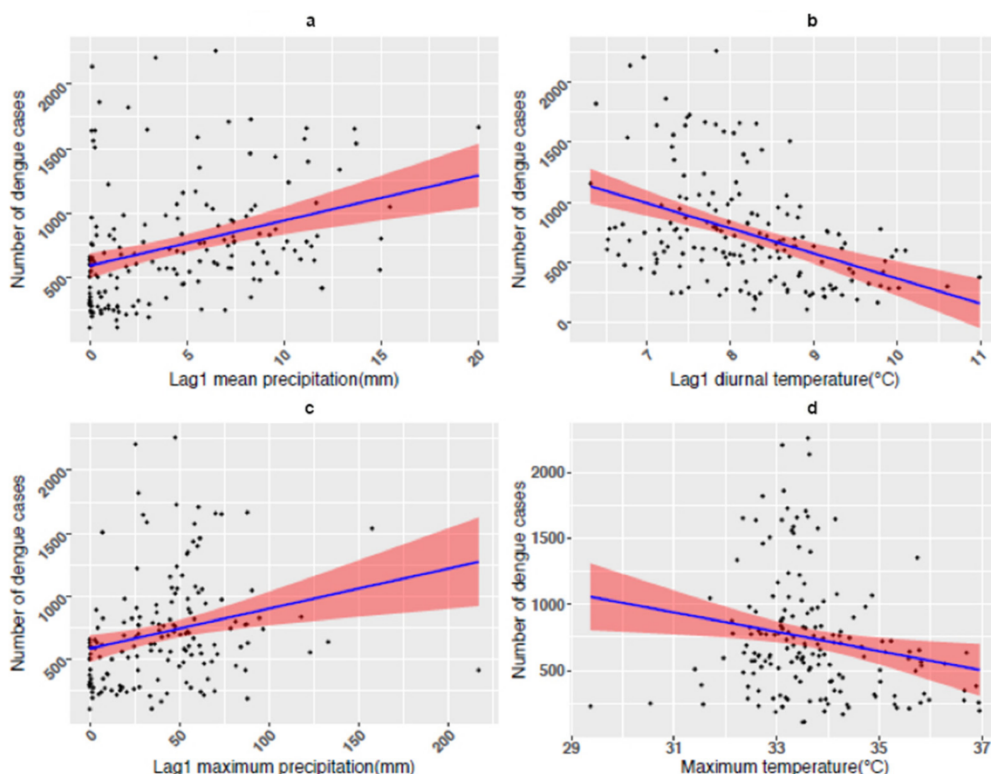 a
Number of dengue cases
2000
1500
1000
500
0 5 10 15 20
Lag1 mean precipitation(mm)
b
Number of dengue cases
2000
1500
1000
500
0
7 8 9 10 11
Lag1 diurnal temperature(°C)
c
Number of dengue cases
2000
1500
1000
500
0 50 100 150 200
Lag1 maximum precipitation(mm)
d
Number of dengue cases
2000
1500
1000
500
29 31 33 35 37
Maximum temperature(°C)